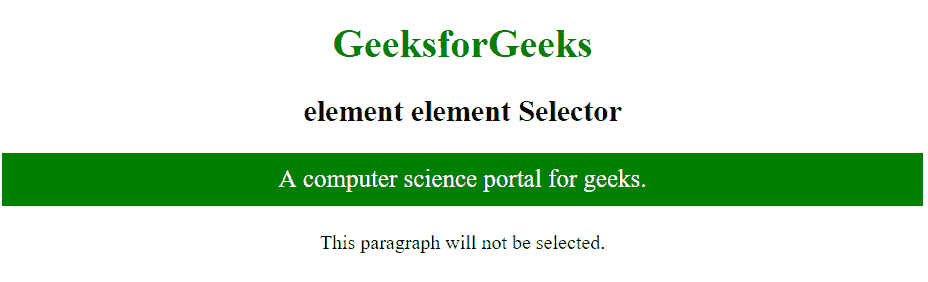 GeeksforGeeks
element element Selector
A computer science portal for geeks.
This paragraph will not be selected.